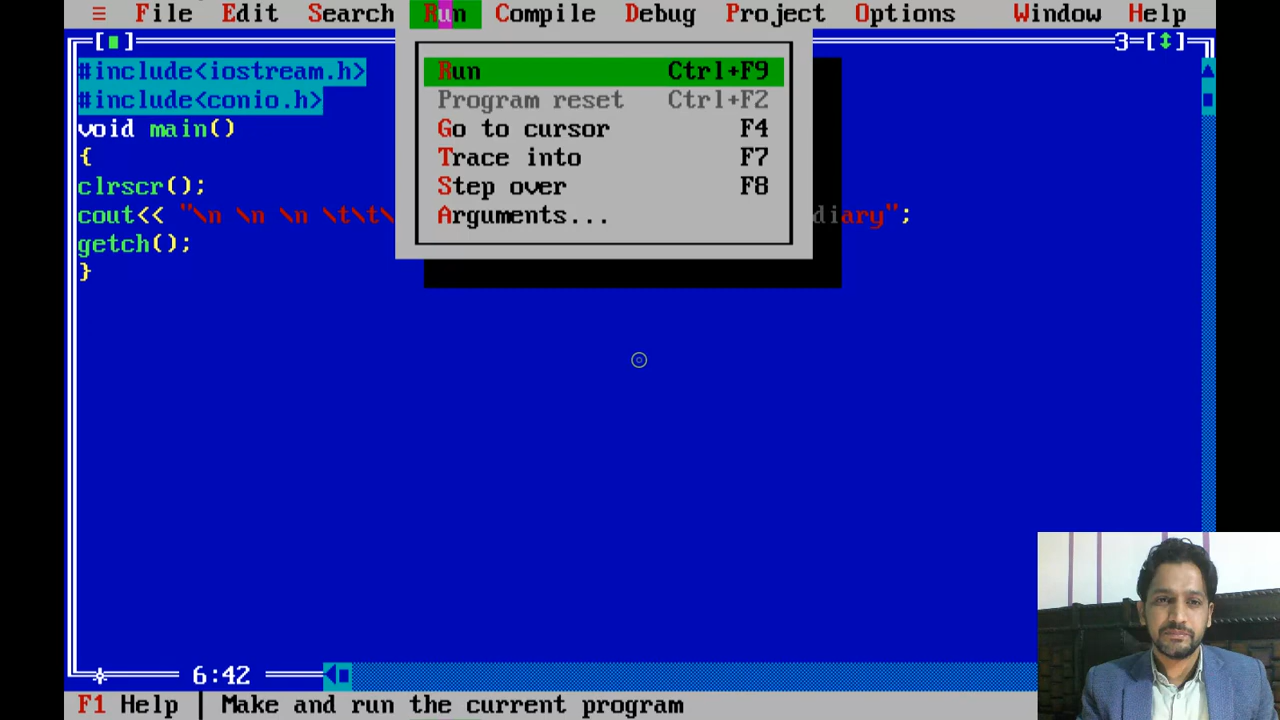 ≡ File Edit Search Run Compile Debug Project Options Window Help
[■] 3=[↕]
Run Ctrl+F9
Program reset Ctrl+F2
Go to cursor F4
Trace into F7
Step over F8
Arguments...
#include<iostream.h>
#include<conio.h>
void main()
{
clrscr();
cout<< "\n \n \n \t\t\ diary";
getch();
}
6:42
F1 Help | Make and run the current program